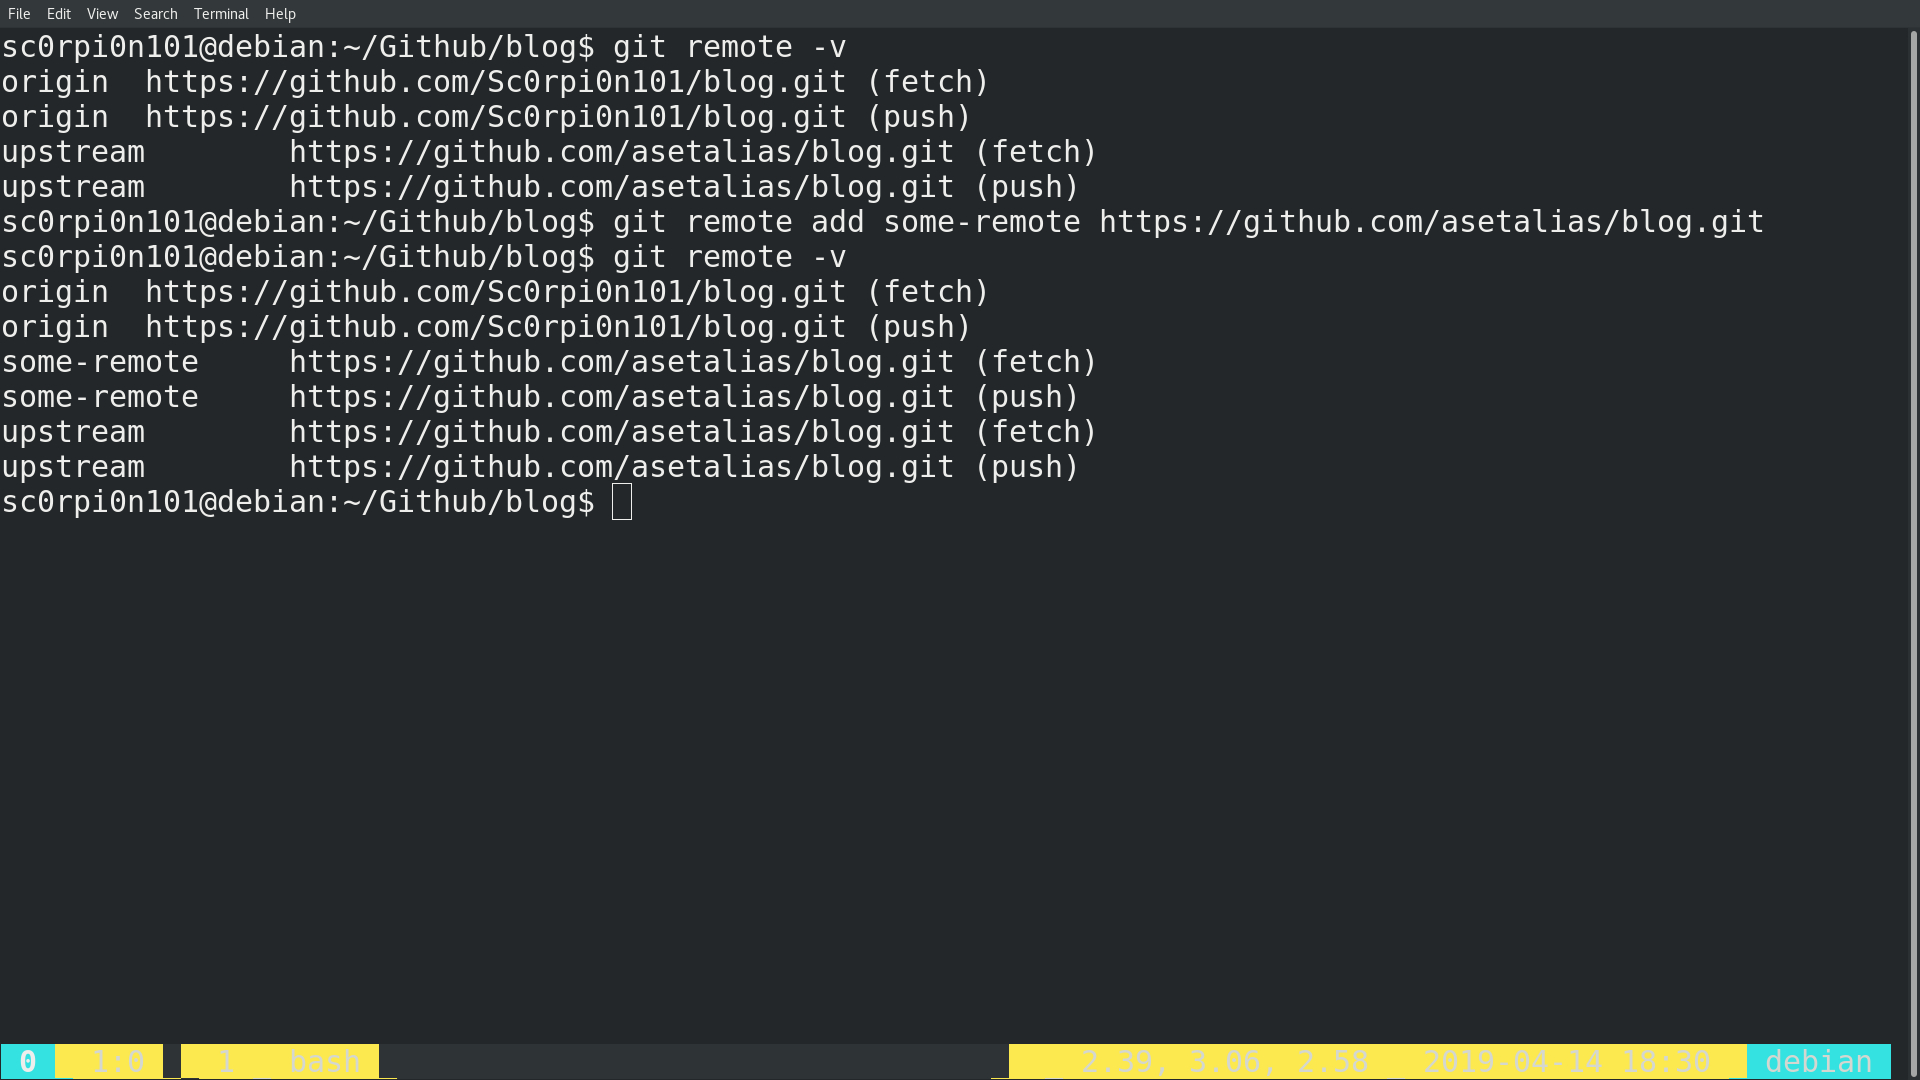 File Edit View Search Terminal Help
sc0rpi0n101@debian:~/Github/blog$ git remote -v
origin  https://github.com/Sc0rpi0n101/blog.git (fetch)
origin  https://github.com/Sc0rpi0n101/blog.git (push)
upstream        https://github.com/asetalias/blog.git (fetch)
upstream        https://github.com/asetalias/blog.git (push)
sc0rpi0n101@debian:~/Github/blog$ git remote add some-remote https://github.com/asetalias/blog.git
sc0rpi0n101@debian:~/Github/blog$ git remote -v
origin  https://github.com/Sc0rpi0n101/blog.git (fetch)
origin  https://github.com/Sc0rpi0n101/blog.git (push)
some-remote     https://github.com/asetalias/blog.git (fetch)
some-remote     https://github.com/asetalias/blog.git (push)
upstream        https://github.com/asetalias/blog.git (fetch)
upstream        https://github.com/asetalias/blog.git (push)
sc0rpi0n101@debian:~/Github/blog$
0 1:0 1 bash 2.39, 3.06, 2.58 2019-04-14 18:30 debian